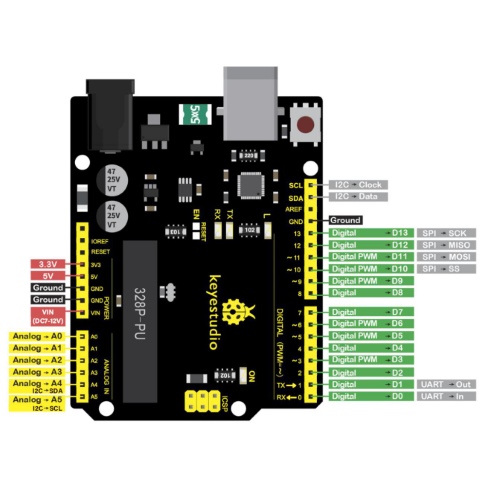 5x5
47
25V
VT
47
25V
VT
220
103
EN
RESET
RX
TX
102
L
SCL
SDA
AREF
GND
13
12
~ 11
~ 10
~ 9
8
I2C → Clock
I2C → Data
Ground
Digital → D13 SPI → SCK
Digital → D12 SPI → MISO
Digital PWM → D11 SPI → MOSI
Digital PWM → D10 SPI → SS
Digital PWM → D9
Digital → D8
IOREF
RESET
3V3
5V
GND
GND
VIN
POWER
3.3V
5V
Ground
Ground
VIN
(DC7-12V)
328P-PU
keyestudio
DIGITAL (PWM~)
7
~ 6
~ 5
4
~ 3
2
TX → 1
RX ← 0
Digital → D7
Digital PWM → D6
Digital PWM → D5
Digital → D4
Digital PWM → D3
Digital → D2
Digital → D1 UART → Out
Digital → D0 UART → In
Analog → A0
Analog → A1
Analog → A2
Analog → A3
Analog → A4
I2C → SDA
Analog → A5
I2C → SCL
A0
A1
A2
A3
A4
A5
ANALOG IN
102
ON
ICSP